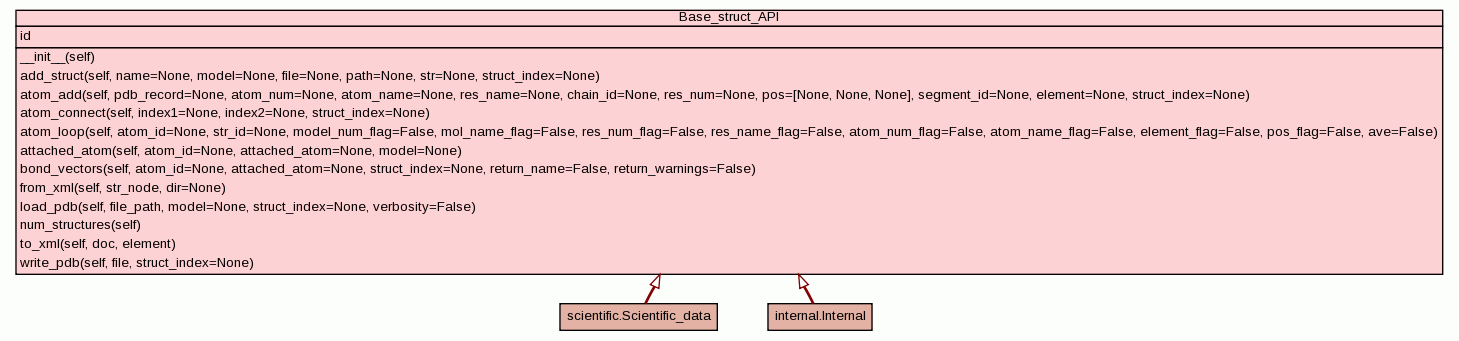 Base_struct_API
id
__init__(self)
add_struct(self, name=None, model=None, file=None, path=None, str=None, struct_index=None)
atom_add(self, pdb_record=None, atom_num=None, atom_name=None, res_name=None, chain_id=None, res_num=None, pos=[None, None, None], segment_id=None, element=None, struct_index=None)
atom_connect(self, index1=None, index2=None, struct_index=None)
atom_loop(self, atom_id=None, str_id=None, model_num_flag=False, mol_name_flag=False, res_num_flag=False, res_name_flag=False, atom_num_flag=False, atom_name_flag=False, element_flag=False, pos_flag=False, ave=False)
attached_atom(self, atom_id=None, attached_atom=None, model=None)
bond_vectors(self, atom_id=None, attached_atom=None, struct_index=None, return_name=False, return_warnings=False)
from_xml(self, str_node, dir=None)
load_pdb(self, file_path, model=None, struct_index=None, verbosity=False)
num_structures(self)
to_xml(self, doc, element)
write_pdb(self, file, struct_index=None)
scientific.Scientific_data
internal.Internal